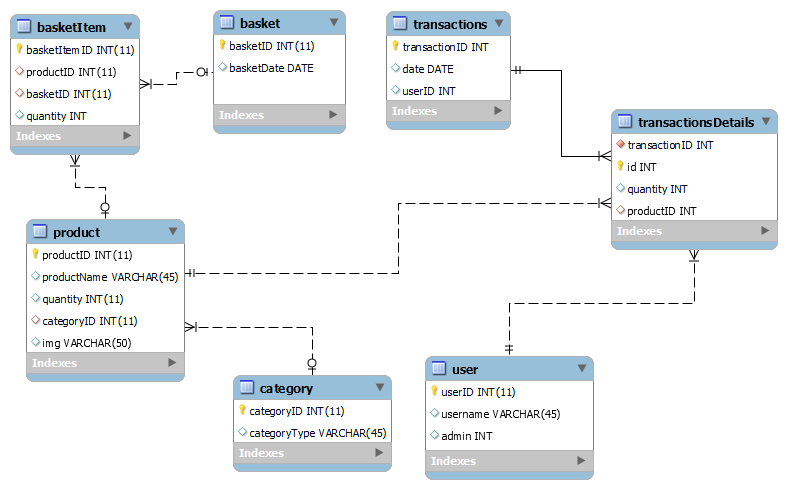 basketItem
basketItemID INT(11)
productID INT(11)
basketID INT(11)
quantity INT
Indexes
basket
basketID INT(11)
basketDate DATE
Indexes
transactions
transactionID INT
date DATE
userID INT
Indexes
transactionsDetails
transactionID INT
id INT
quantity INT
productID INT
Indexes
product
productID INT(11)
productName VARCHAR(45)
quantity INT(11)
categoryID INT(11)
img VARCHAR(50)
Indexes
category
categoryID INT(11)
categoryType VARCHAR(45)
Indexes
user
userID INT(11)
username VARCHAR(45)
admin INT
Indexes